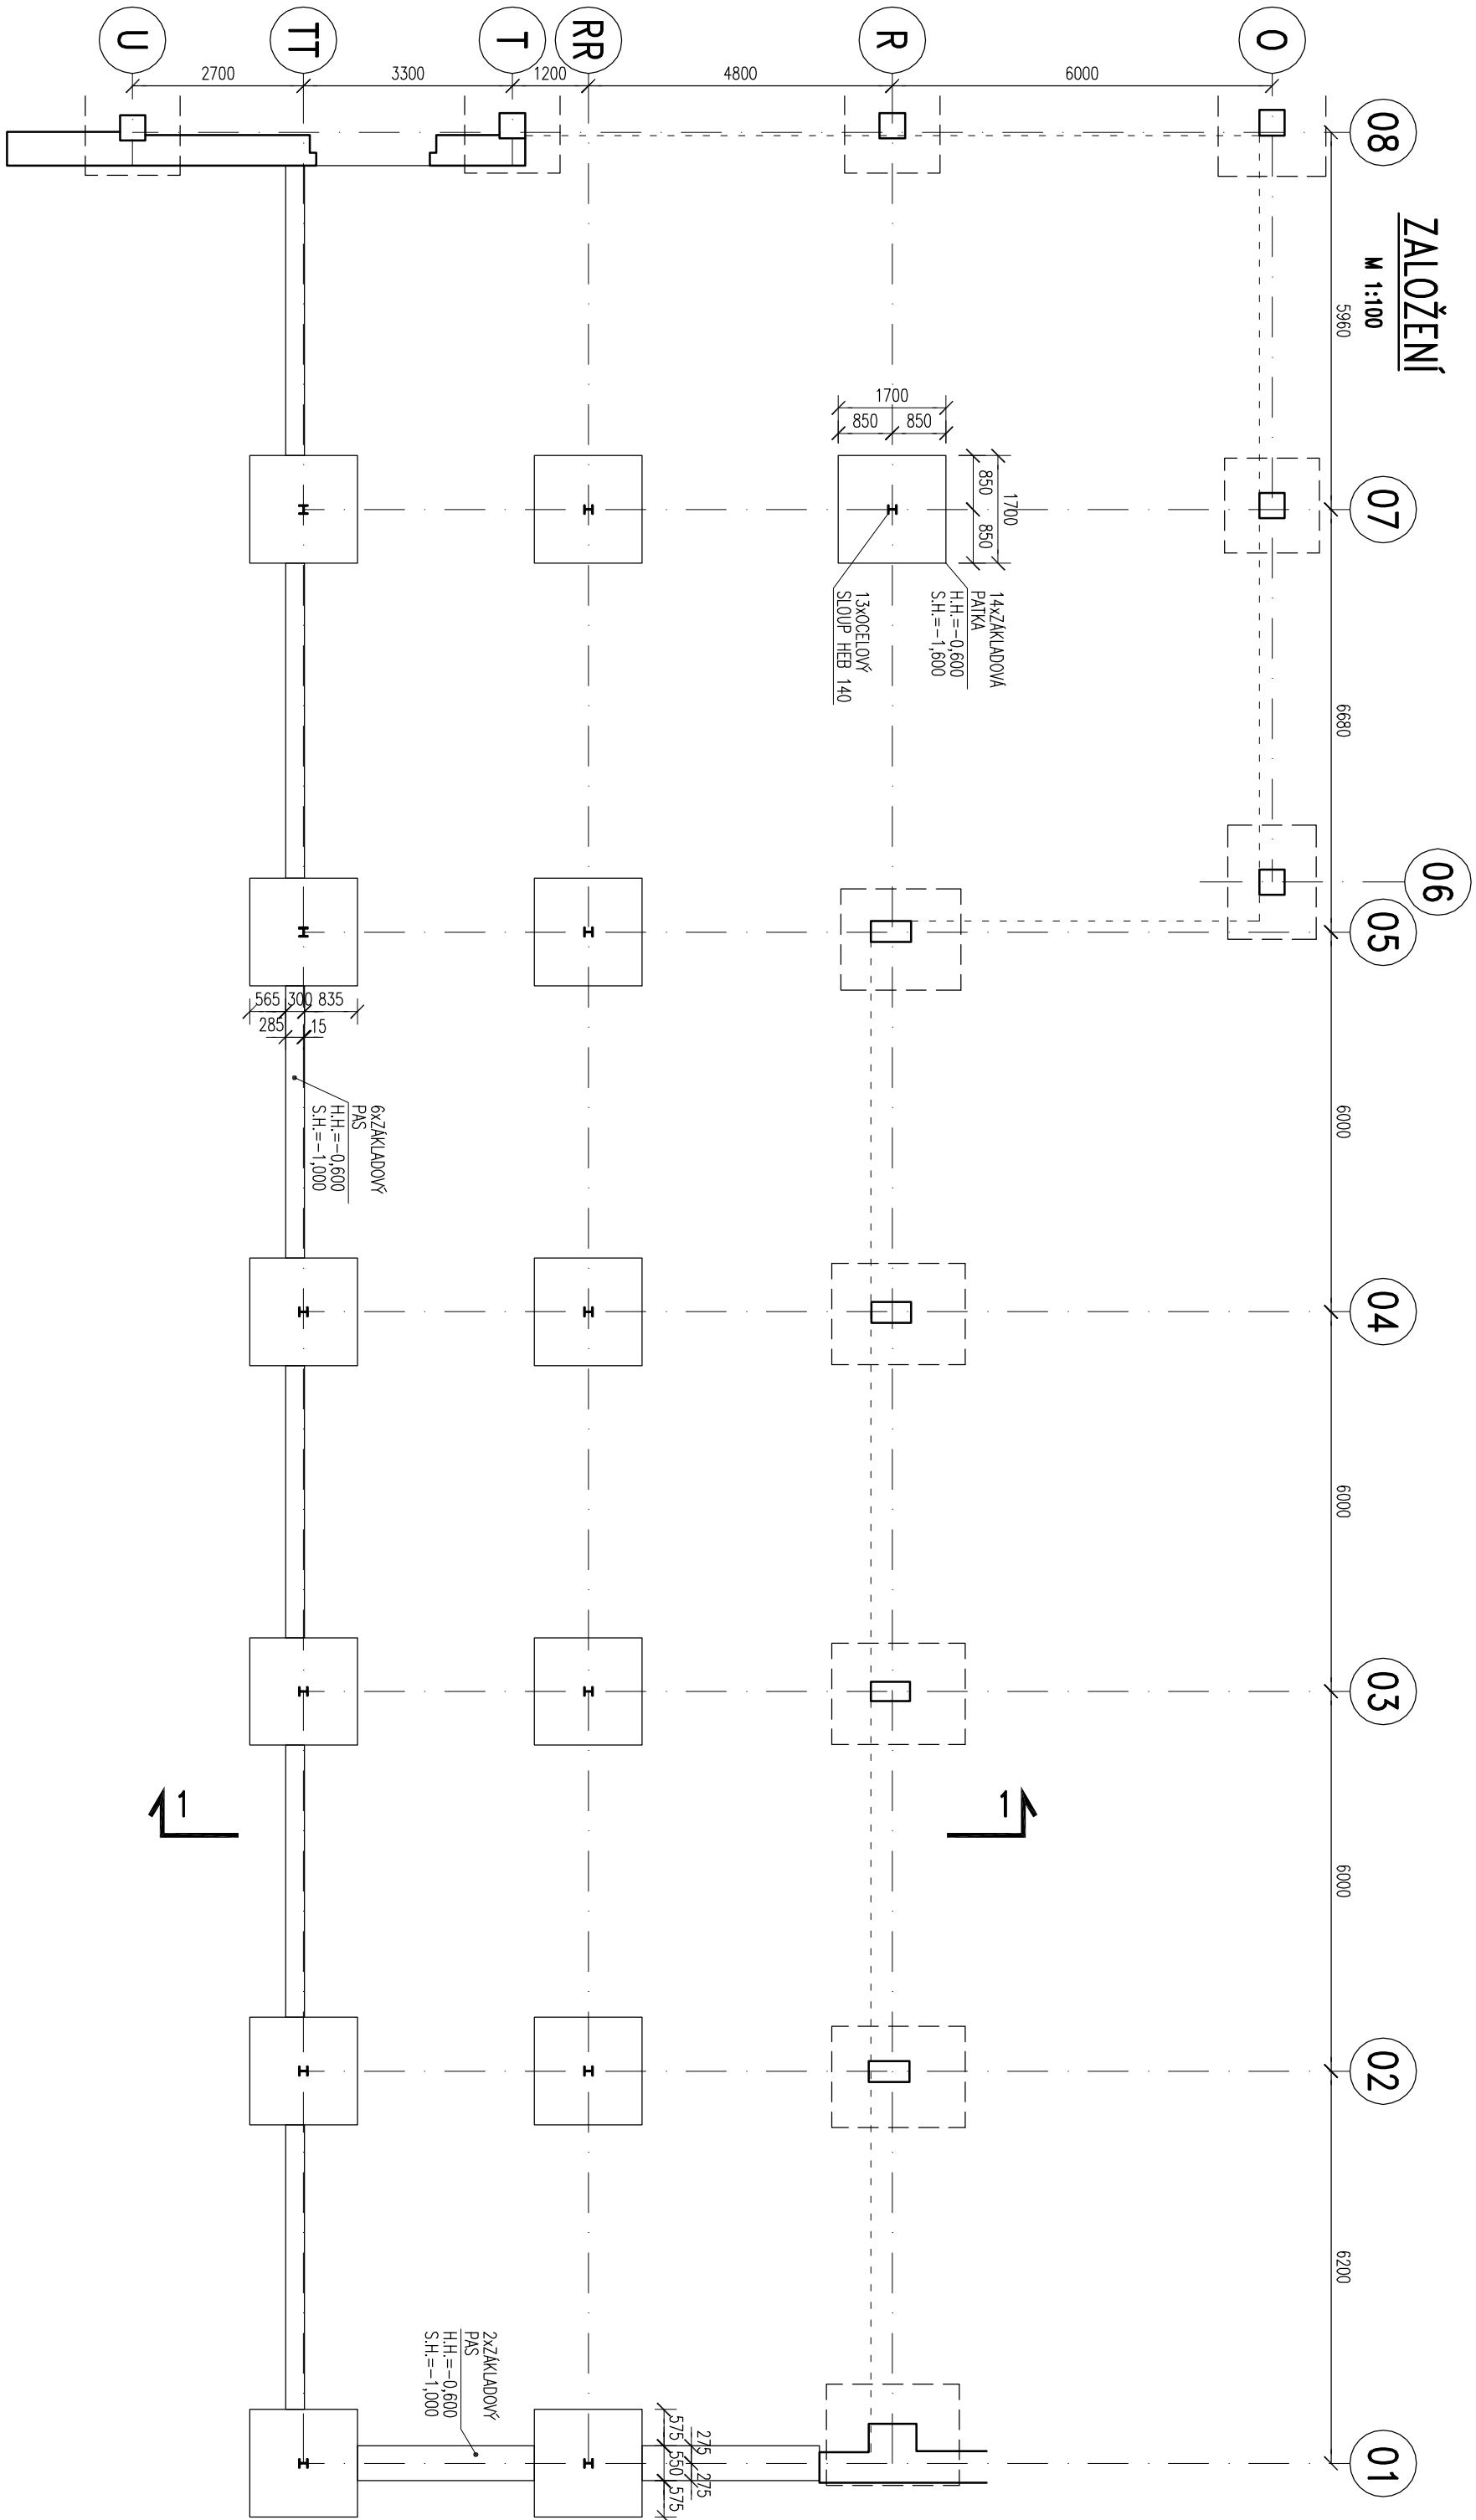 ZALOŽENÍ
M 1:100
08
07
06
05
04
03
02
01
5960
6680
6000
6000
6000
6200
O
R
RR
T
TT
U
6000
4800
1200
3300
2700
1700
850
850
1700
850
850
14xZÁKLADOVÁ
PATKA
H.H.=-0,600
S.H.=-1,600
13xOCELOVÝ
SLOUP HEB 140
565
300
835
285
15
6xZÁKLADOVÝ
PAS
H.H.=-0,600
S.H.=-1,000
1
1
2xZÁKLADOVÝ
PAS
H.H.=-0,600
S.H.=-1,000
275
275
575
550
575